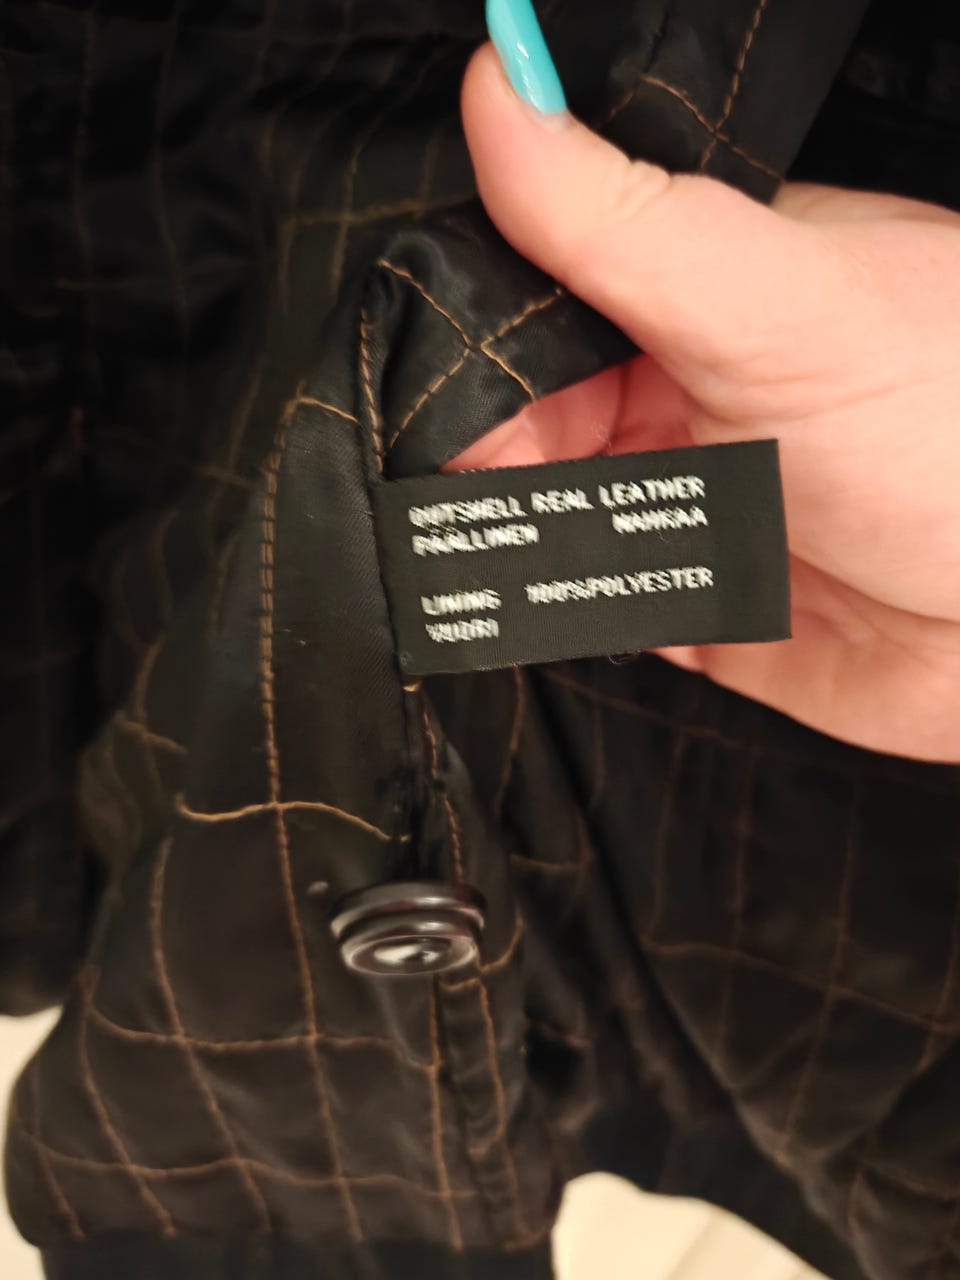 OUTSHELL REAL LEATHER
PÄÄLLINEN NAHKAA
LINING 100%POLYESTER
VUORI